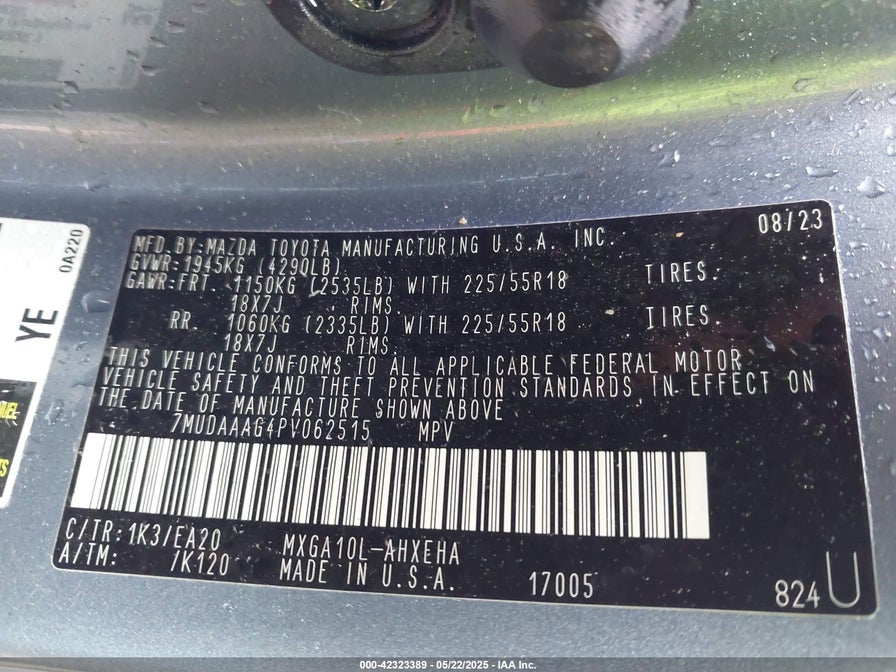 MFD.BY:MAZDA TOYOTA MANUFACTURING U.S.A. INC. 08/23
GVWR:1945KG (4290LB)
GAWR:FRT. 1150KG (2535LB) WITH 225/55R18 TIRES.
18X7J RIMS.
RR. 1060KG (2335LB) WITH 225/55R18 TIRES.
18X7J RIMS.
THIS VEHICLE CONFORMS TO ALL APPLICABLE FEDERAL MOTOR
VEHICLE SAFETY AND THEFT PREVENTION STANDARDS IN EFFECT ON
THE DATE OF MANUFACTURE SHOWN ABOVE
7MUDAAAG4PV062515 MPV
C/TR:1K3/EA20 MXGA10L-AHXEHA
A/TM: 7K120 MADE IN U.S.A. 17005
824 U
0A220
YE
000-42323389 - 05/22/2025 - IAA Inc.